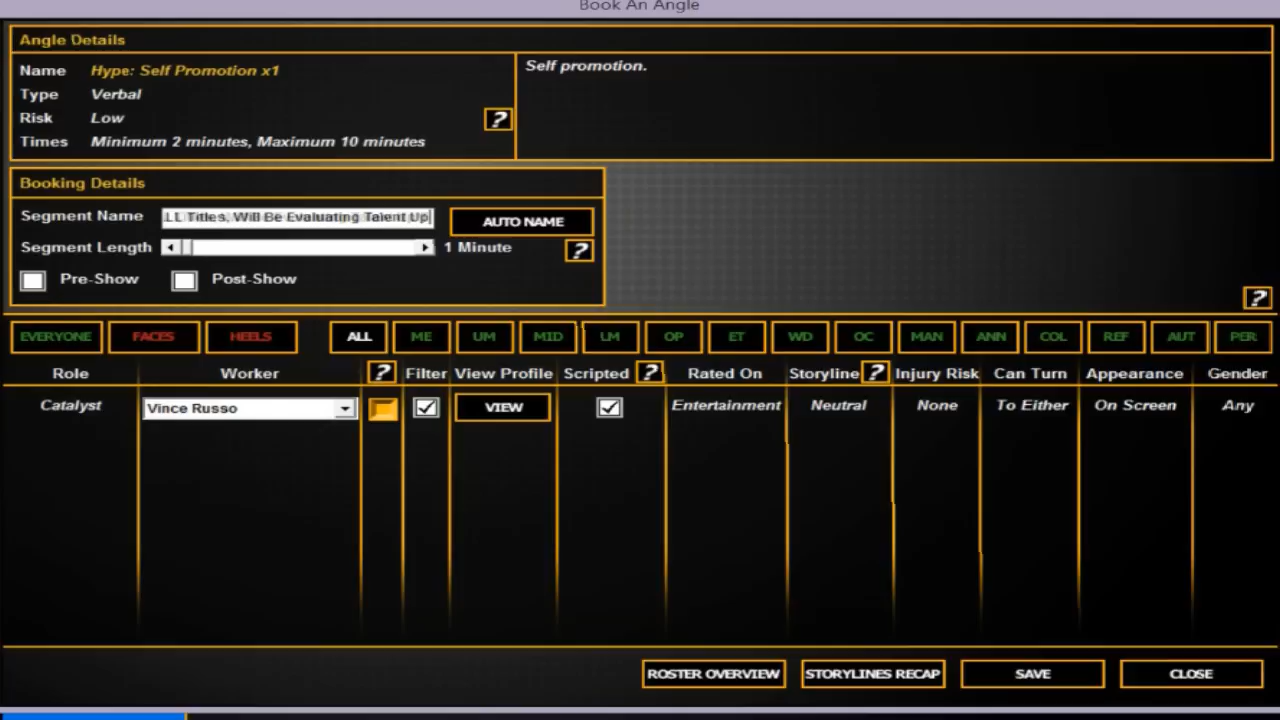 Book An Angle
Angle Details
Name Hype: Self Promotion x1
Type Verbal
Risk Low
?
Times Minimum 2 minutes, Maximum 10 minutes
Self promotion.
Booking Details
Segment Name LL Titles, Will Be Evaluating Talent Up AUTO NAME
Segment Length 1 Minute ?
Pre-Show Post-Show
?
EVERYONE FACES HEELS ALL ME UM MID LM OP ET WD OC MAN ANN COL REF AUT PER
Role Worker ? Filter View Profile Scripted ? Rated On Storyline ? Injury Risk Can Turn Appearance Gender
Catalyst Vince Russo VIEW Entertainment Neutral None To Either On Screen Any
ROSTER OVERVIEW STORYLINES RECAP SAVE CLOSE